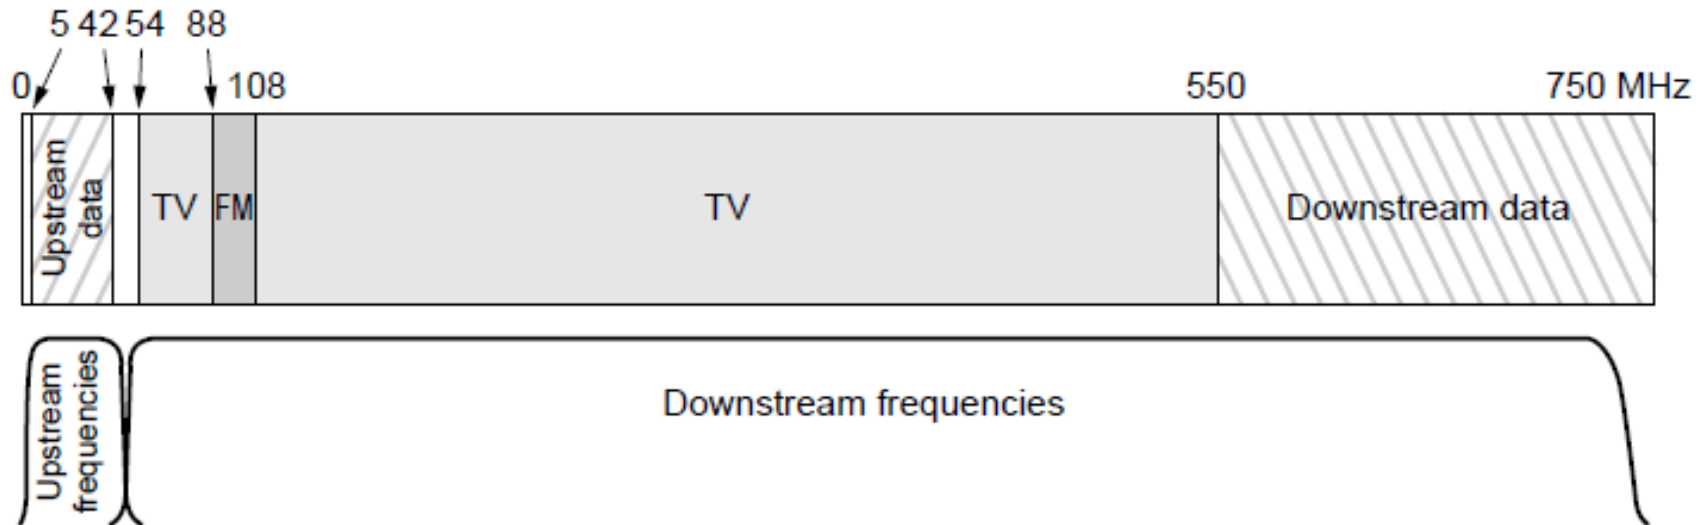 5 42 54 88
0 108 550 750 MHz
Upstream
data
TV
FM
TV
Downstream data
Upstream
frequencies
Downstream frequencies